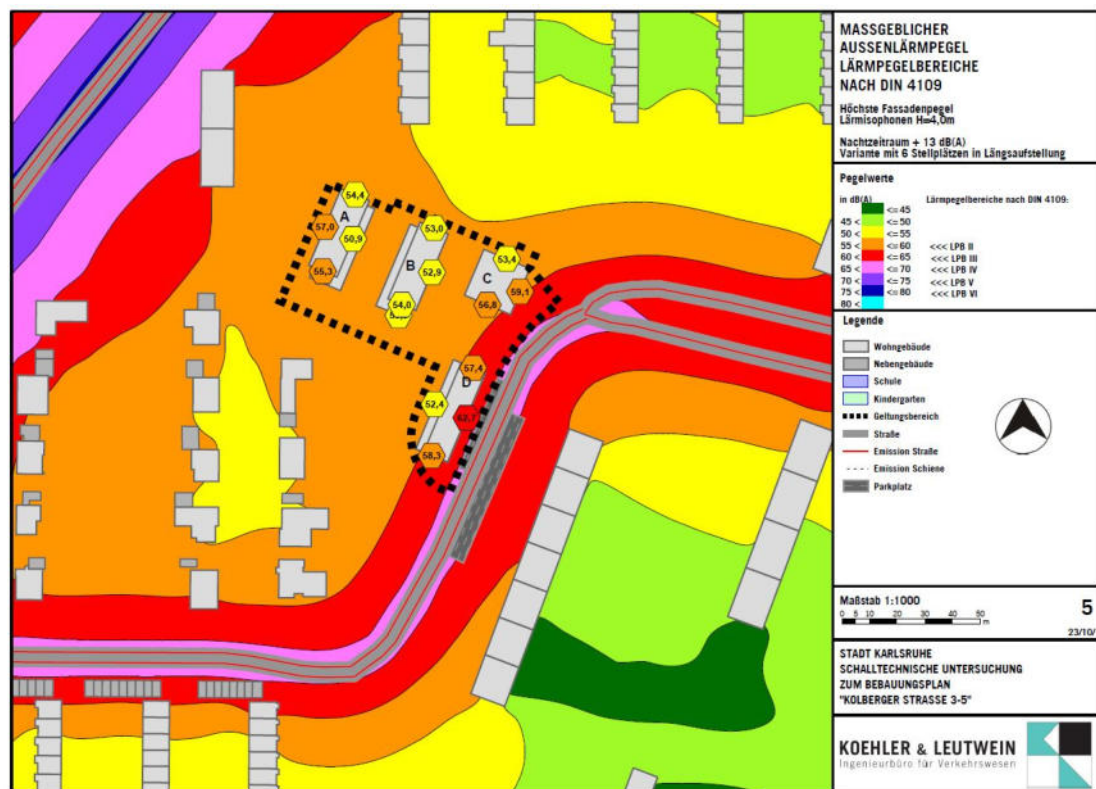 MASSGEBLICHER
AUSSENLÄRMPEGEL
LÄRMPEGELBEREICHE
NACH DIN 4109
Höchste Fassadenpegel
Lärmisophonen H=4,0m
Nachtzeitraum + 13 dB(A)
Variante mit 6 Stellplätzen in Längsaufstellung
Pegelwerte
in dB(A) Lärmpegelbereiche nach DIN 4109:
<= 45
45 < <= 50
50 < <= 55
55 < <= 60 <<< LPB II
60 < <= 65 <<< LPB III
65 < <= 70 <<< LPB IV
70 < <= 75 <<< LPB V
75 < <= 80 <<< LPB VI
80 <
Legende
Wohngebäude
Nebengebäude
Schule
Kindergarten
Geltungsbereich
Straße
Emission Straße
Emission Schiene
Parkplatz
54,4
A
57,0
50,9
55,3
53,0
B
52,9
54,0
53,4
C
59,1
56,8
57,4
D
52,4
62,7
58,3
Maßstab 1:1000
0 5 10 20 30 40 50
m
5
23/10/
STADT KARLSRUHE
SCHALLTECHNISCHE UNTERSUCHUNG
ZUM BEBAUUNGSPLAN
"KOLBERGER STRASSE 3-5"
KOEHLER & LEUTWEIN
Ingenieurbüro für Verkehrswesen